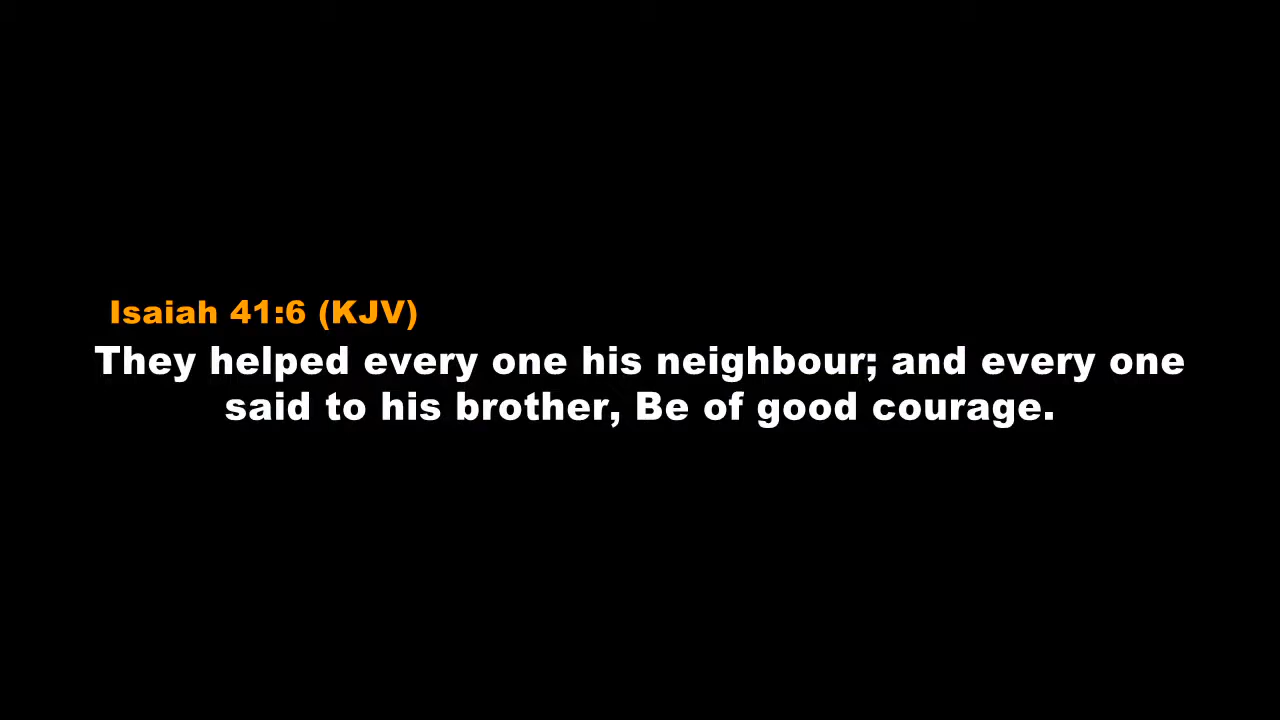 Isaiah 41:6 (KJV)
They helped every one his neighbour; and every one
said to his brother, Be of good courage.